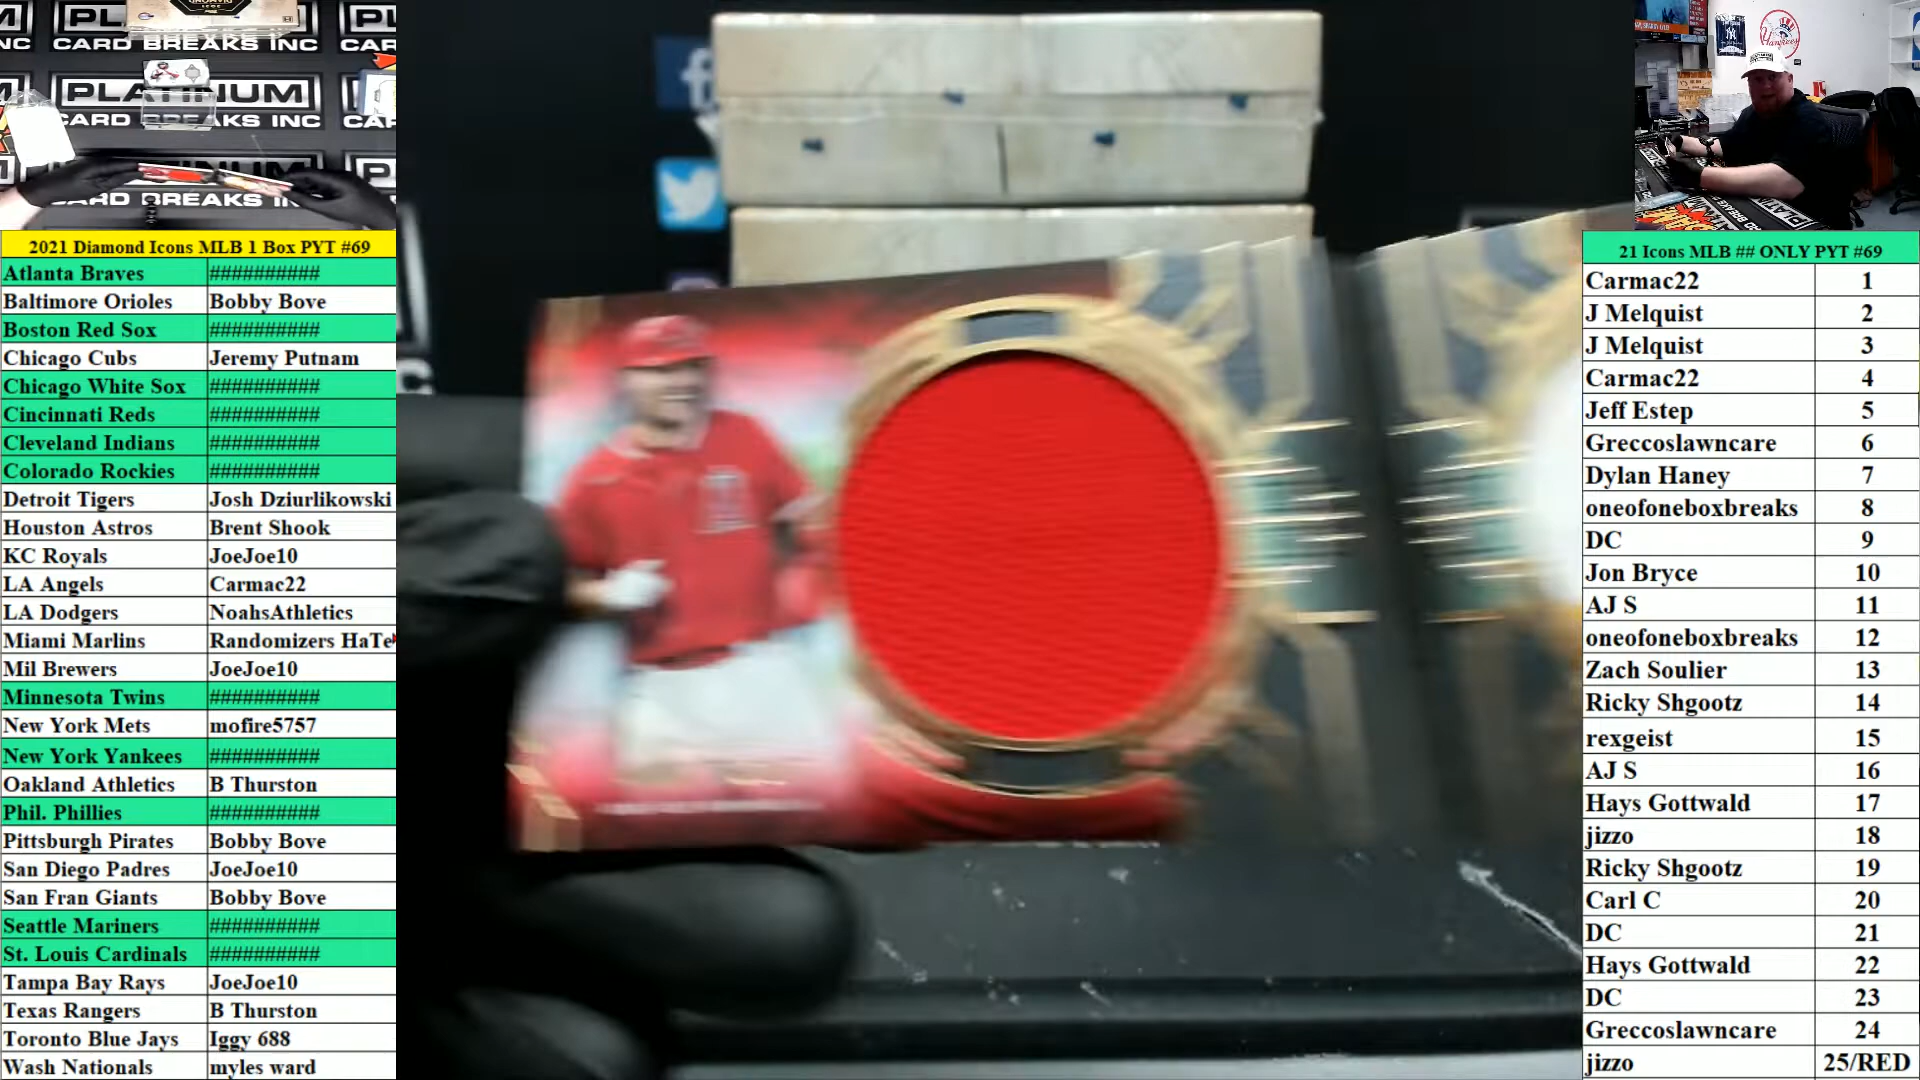 PLATINUM
CARD BREAKS INC
CARD BREAKS INC
2021 Diamond Icons MLB 1 Box PYT #69
Atlanta Braves ##########
Baltimore Orioles Bobby Bove
Boston Red Sox ##########
Chicago Cubs Jeremy Putnam
Chicago White Sox ##########
Cincinnati Reds ##########
Cleveland Indians ##########
Colorado Rockies ##########
Detroit Tigers Josh Dziurlikowski
Houston Astros Brent Shook
KC Royals JoeJoe10
LA Angels Carmac22
LA Dodgers NoahsAthletics
Miami Marlins Randomizers HaTe
Mil Brewers JoeJoe10
Minnesota Twins ##########
New York Mets mofire5757
New York Yankees ##########
Oakland Athletics B Thurston
Phil. Phillies ##########
Pittsburgh Pirates Bobby Bove
San Diego Padres JoeJoe10
San Fran Giants Bobby Bove
Seattle Mariners ##########
St. Louis Cardinals ##########
Tampa Bay Rays JoeJoe10
Texas Rangers B Thurston
Toronto Blue Jays Iggy 688
Wash Nationals myles ward
21 Icons MLB ## ONLY PYT #69
Carmac22 1
J Melquist 2
J Melquist 3
Carmac22 4
Jeff Estep 5
Greccoslawncare 6
Dylan Haney 7
oneofoneboxbreaks 8
DC 9
Jon Bryce 10
AJ S 11
oneofoneboxbreaks 12
Zach Soulier 13
Ricky Shgootz 14
rexgeist 15
AJ S 16
Hays Gottwald 17
jizzo 18
Ricky Shgootz 19
Carl C 20
DC 21
Hays Gottwald 22
DC 23
Greccoslawncare 24
jizzo 25/RED